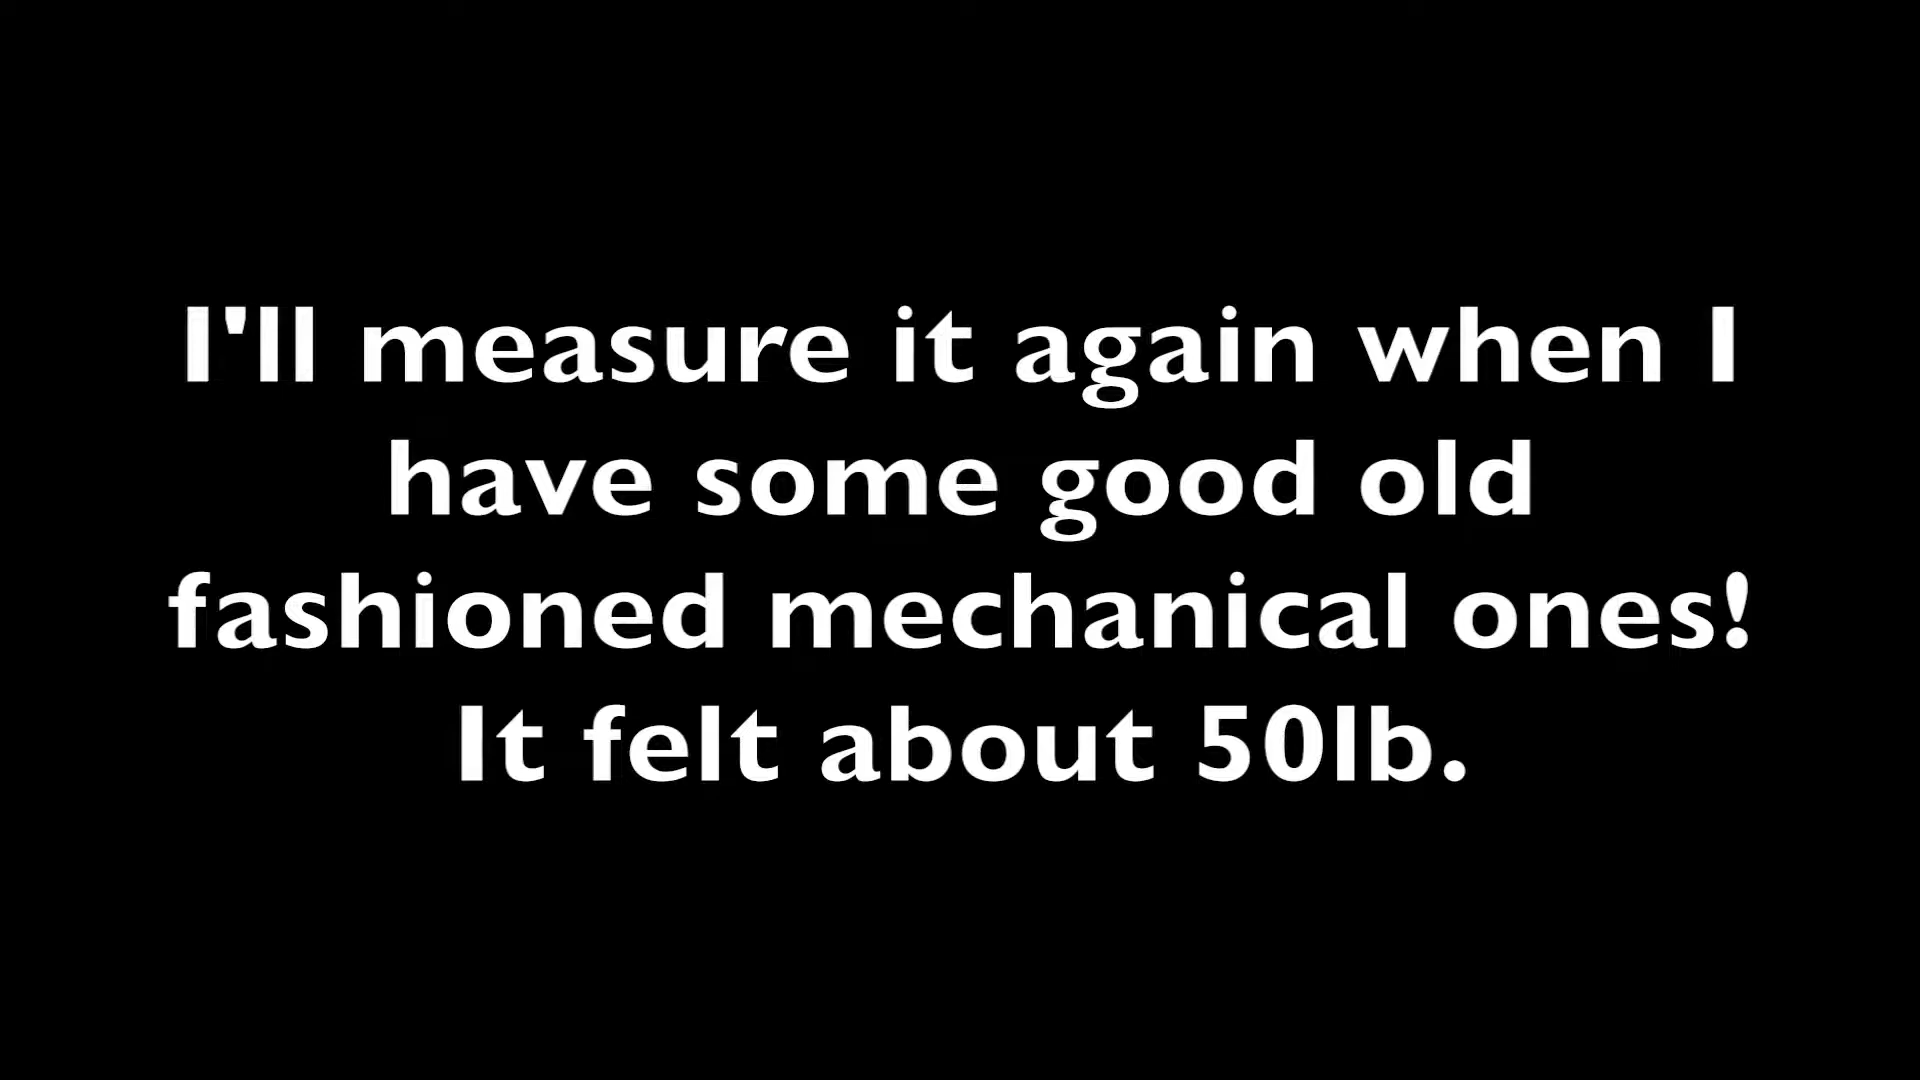 I'll measure it again when I
have some good old
fashioned mechanical ones!
It felt about 50lb.